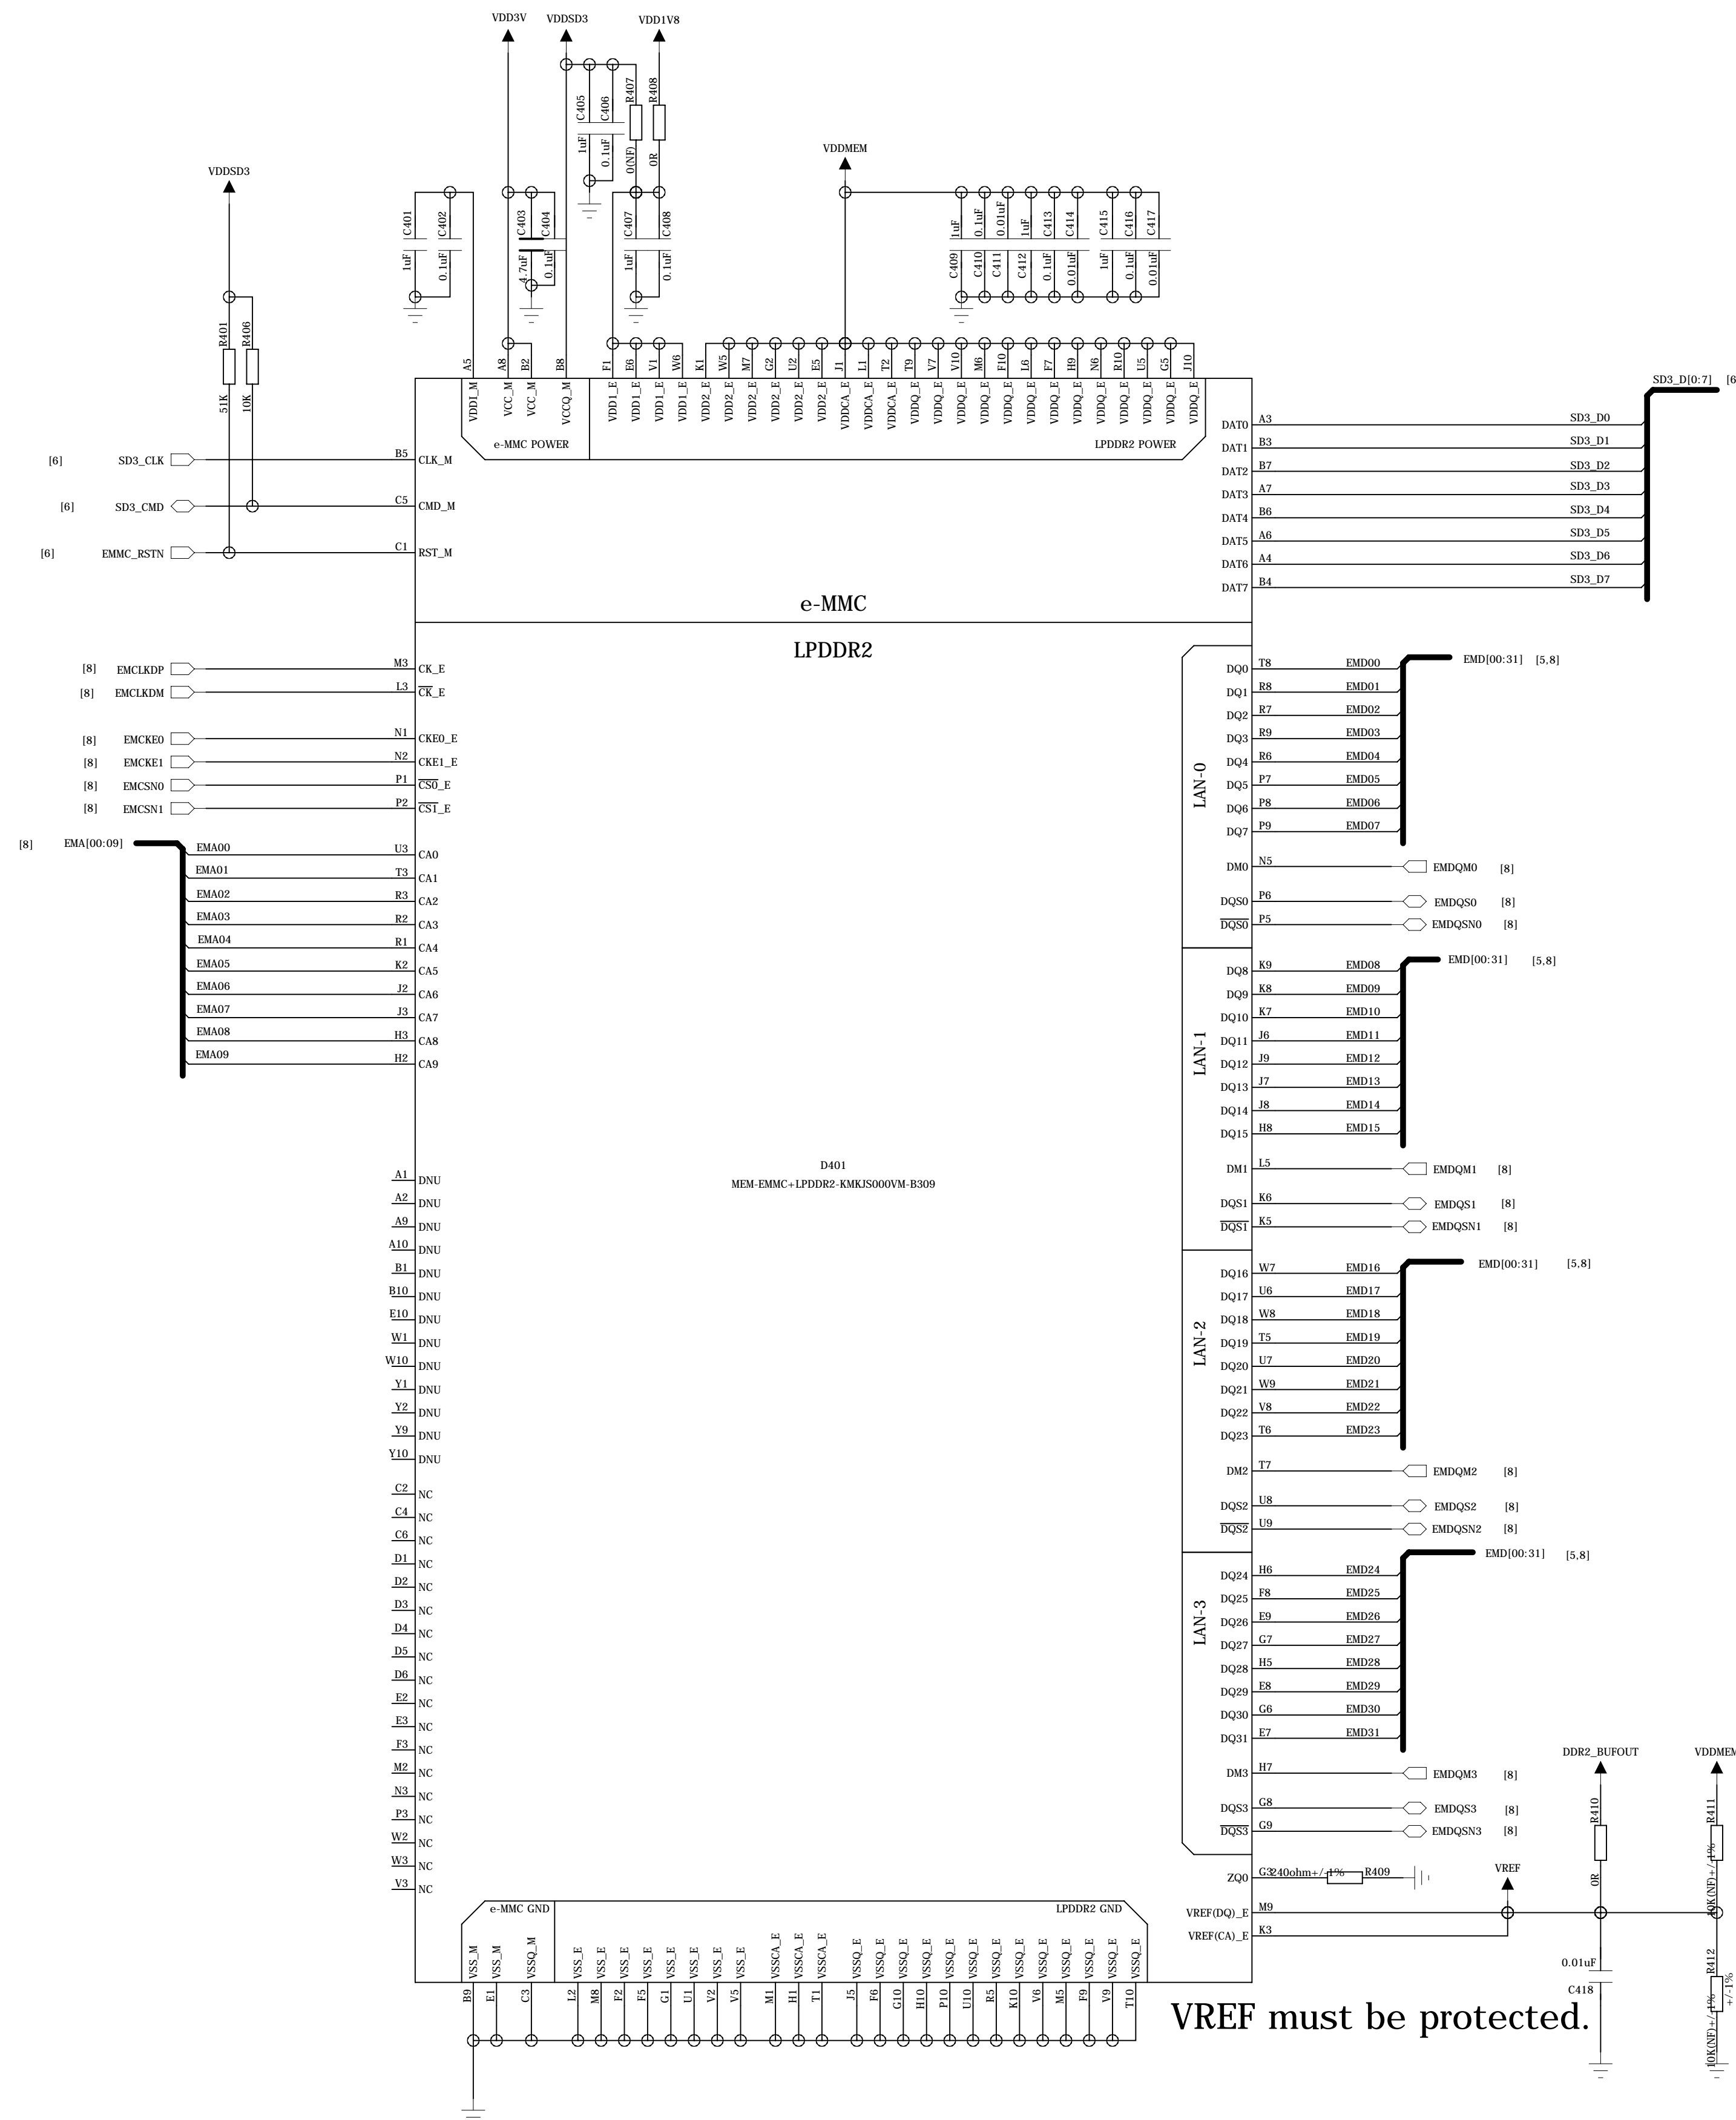 VDD3V VDDSD3 VDD1V8
C405 1uF
C406 0.1uF
R407 0(NF)
R408 0R
VDDSD3
VDDMEM
C401 1uF
C402 0.1uF
C403 4.7uF
C404 0.1uF
C407 1uF
C408 0.1uF
1uF C409
0.1uF C410
0.01uF C411
1uF C412
C413 0.1uF
C414 0.01uF
C415 1uF
C416 0.1uF
C417 0.01uF
R401 51K
R406 10K
A5 VDDI_M
A8 VCC_M
B2 VCC_M
B8 VCCQ_M
F1 VDD1_E
E6 VDD1_E
V1 VDD1_E
W6 VDD1_E
K1 VDD2_E
W5 VDD2_E
M7 VDD2_E
G2 VDD2_E
U2 VDD2_E
E5 VDD2_E
J1 VDDCA_E
L1 VDDCA_E
T2 VDDCA_E
T9 VDDQ_E
V7 VDDQ_E
V10 VDDQ_E
M6 VDDQ_E
F10 VDDQ_E
L6 VDDQ_E
F7 VDDQ_E
H9 VDDQ_E
N6 VDDQ_E
R10 VDDQ_E
U5 VDDQ_E
G5 VDDQ_E
J10 VDDQ_E
e-MMC POWER LPDDR2 POWER
SD3_D[0:7] [6
[6] SD3_CLK B5 CLK_M
[6] SD3_CMD C5 CMD_M
[6] EMMC_RSTN C1 RST_M
DAT0 A3 SD3_D0
DAT1 B3 SD3_D1
DAT2 B7 SD3_D2
DAT3 A7 SD3_D3
DAT4 B6 SD3_D4
DAT5 A6 SD3_D5
DAT6 A4 SD3_D6
DAT7 B4 SD3_D7
e-MMC
LPDDR2
[8] EMCLKDP M3 CK_E
[8] EMCLKDM L3 CK_E
[8] EMCKE0 N1 CKE0_E
[8] EMCKE1 N2 CKE1_E
[8] EMCSN0 P1 CS0_E
[8] EMCSN1 P2 CS1_E
[8] EMA[00:09]
EMA00 U3 CA0
EMA01 T3 CA1
EMA02 R3 CA2
EMA03 R2 CA3
EMA04 R1 CA4
EMA05 K2 CA5
EMA06 J2 CA6
EMA07 J3 CA7
EMA08 H3 CA8
EMA09 H2 CA9
D401
MEM-EMMC+LPDDR2-KMKJS000VM-B309
A1 DNU
A2 DNU
A9 DNU
A10 DNU
B1 DNU
B10 DNU
E10 DNU
W1 DNU
W10 DNU
Y1 DNU
Y2 DNU
Y9 DNU
Y10 DNU
C2 NC
C4 NC
C6 NC
D1 NC
D2 NC
D3 NC
D4 NC
D5 NC
D6 NC
E2 NC
E3 NC
F3 NC
M2 NC
N3 NC
P3 NC
W2 NC
W3 NC
V3 NC
LAN-0
EMD[00:31] [5,8]
DQ0 T8 EMD00
DQ1 R8 EMD01
DQ2 R7 EMD02
DQ3 R9 EMD03
DQ4 R6 EMD04
DQ5 P7 EMD05
DQ6 P8 EMD06
DQ7 P9 EMD07
DM0 N5 EMDQM0 [8]
DQS0 P6 EMDQS0 [8]
DQS0 P5 EMDQSN0 [8]
LAN-1
EMD[00:31] [5,8]
DQ8 K9 EMD08
DQ9 K8 EMD09
DQ10 K7 EMD10
DQ11 J6 EMD11
DQ12 J9 EMD12
DQ13 J7 EMD13
DQ14 J8 EMD14
DQ15 H8 EMD15
DM1 L5 EMDQM1 [8]
DQS1 K6 EMDQS1 [8]
DQS1 K5 EMDQSN1 [8]
LAN-2
EMD[00:31] [5,8]
DQ16 W7 EMD16
DQ17 U6 EMD17
DQ18 W8 EMD18
DQ19 T5 EMD19
DQ20 U7 EMD20
DQ21 W9 EMD21
DQ22 V8 EMD22
DQ23 T6 EMD23
DM2 T7 EMDQM2 [8]
DQS2 U8 EMDQS2 [8]
DQS2 U9 EMDQSN2 [8]
LAN-3
EMD[00:31] [5,8]
DQ24 H6 EMD24
DQ25 F8 EMD25
DQ26 E9 EMD26
DQ27 G7 EMD27
DQ28 H5 EMD28
DQ29 E8 EMD29
DQ30 G6 EMD30
DQ31 E7 EMD31
DM3 H7 EMDQM3 [8]
DQS3 G8 EMDQS3 [8]
DQS3 G9 EMDQSN3 [8]
ZQ0 G3 240ohm+/-1% R409
VREF
VREF(DQ)_E M9
VREF(CA)_E K3
DDR2_BUFOUT VDDMEM
R410 0R
R411 10K(NF)+/-1%
0.01uF C418
R412 10K(NF)+/-1%
+/-1%
e-MMC GND LPDDR2 GND
VSS_M B9
VSS_M E1
VSSQ_M C3
VSS_E L2
VSS_E M8
VSS_E F2
VSS_E F5
VSS_E G1
VSS_E U1
VSS_E V2
VSS_E V5
VSSCA_E M1
VSSCA_E H1
VSSCA_E T1
VSSQ_E J5
VSSQ_E F6
VSSQ_E G10
VSSQ_E H10
VSSQ_E P10
VSSQ_E U10
VSSQ_E R5
VSSQ_E K10
VSSQ_E V6
VSSQ_E M5
VSSQ_E F9
VSSQ_E V9
VSSQ_E T10
VREF must be protected.